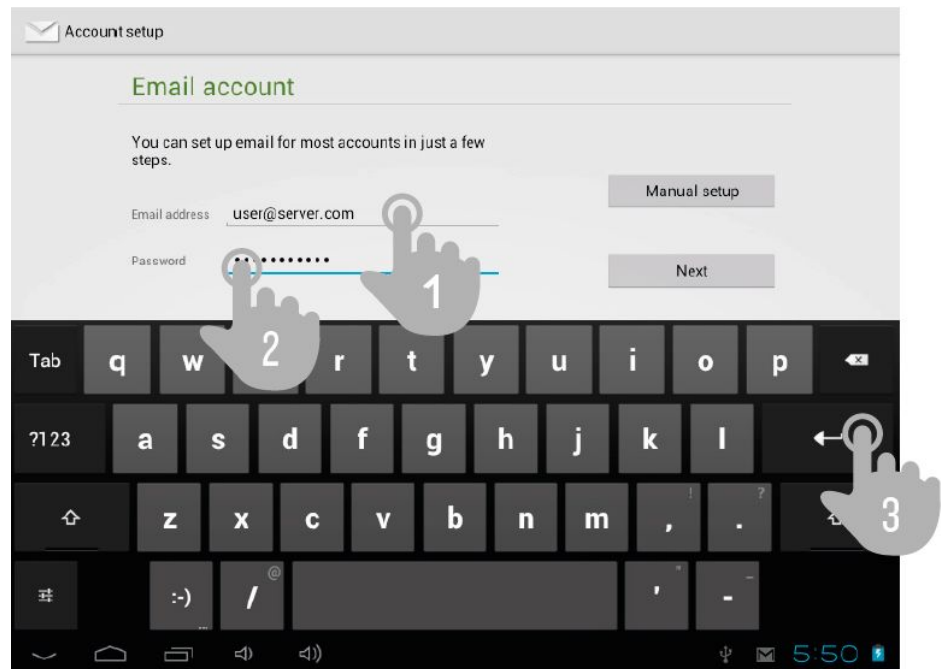 Account setup
Email account
You can set up email for most accounts in just a few
steps.
Manual setup
Email address user@server.com
Password •••••••••••
Next
1
2
Tab q w r t y u i o p
?123 a s d f g h j k l
3
z x c v b n m , ! . ?
:-) ... / @ ' " - _
5:50